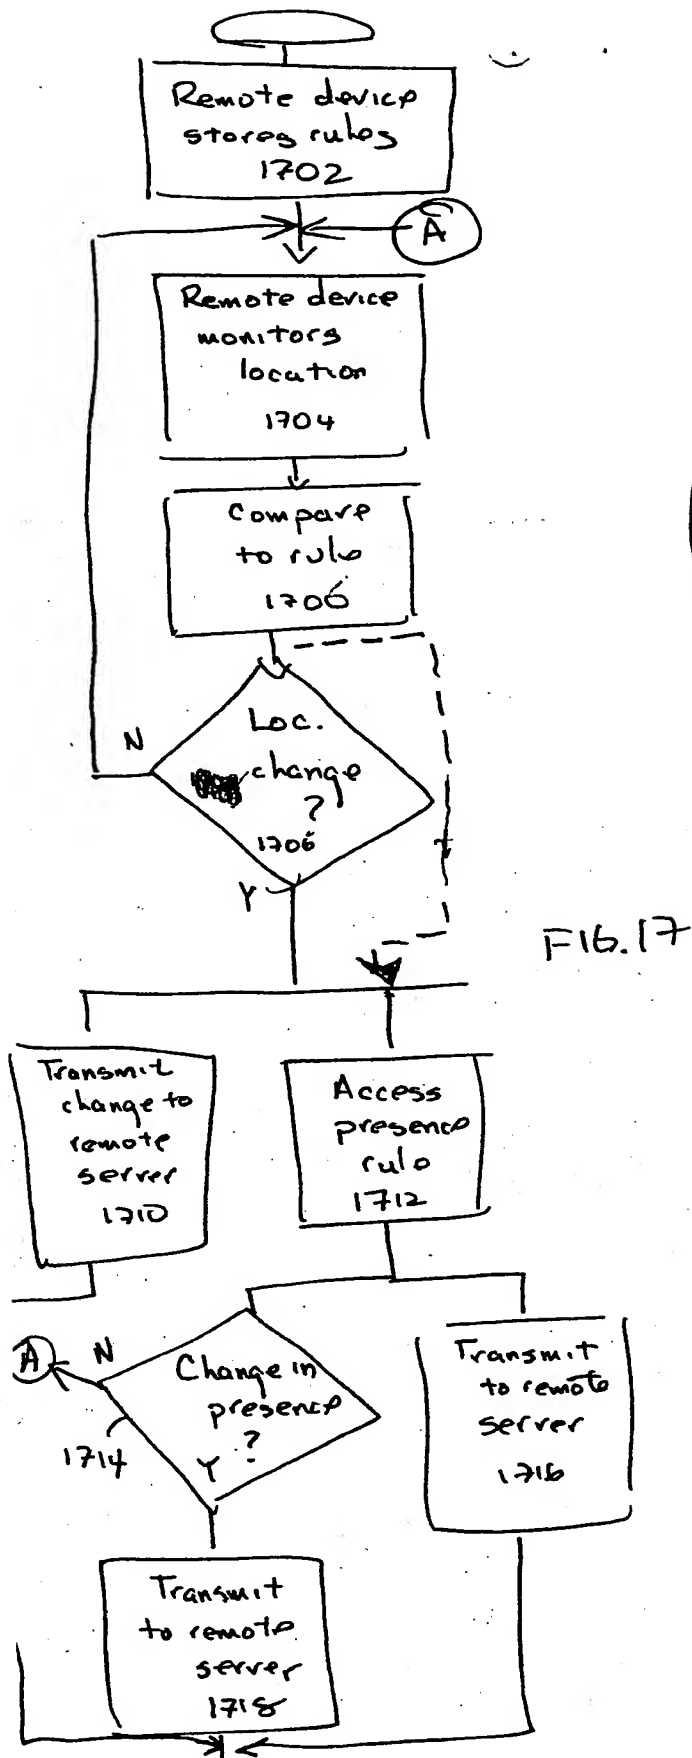 Remote device
stores rules
1702
A
Remote device
monitors
location
1704
Compare
to rule
1706
Loc.
change
?
1706
N
Y
FIG.17
Transmit
change to
remote
server
1710
Access
presence
rule
1712
A
N
Change in
presence
?
Y
1714
Transmit
to remote
server
1716
Transmit
to remote
server
1718